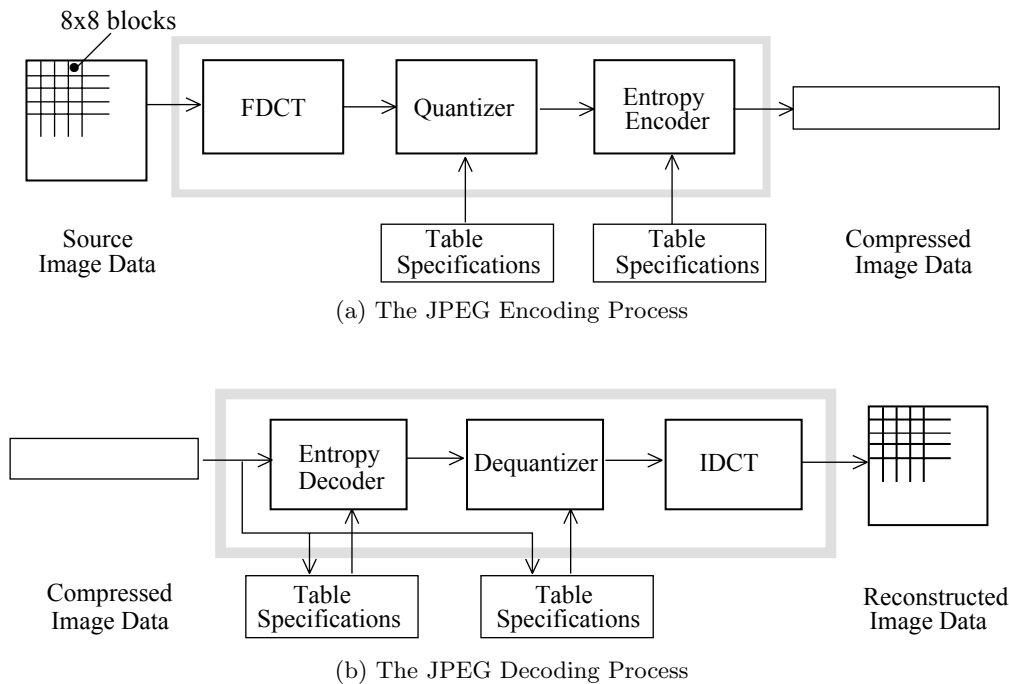 8x8 blocks
FDCT
Quantizer
Entropy
Encoder
Source
Image Data
Table
Specifications
Table
Specifications
Compressed
Image Data
(a) The JPEG Encoding Process
Entropy
Decoder
Dequantizer
IDCT
Compressed
Image Data
Table
Specifications
Table
Specifications
Reconstructed
Image Data
(b) The JPEG Decoding Process